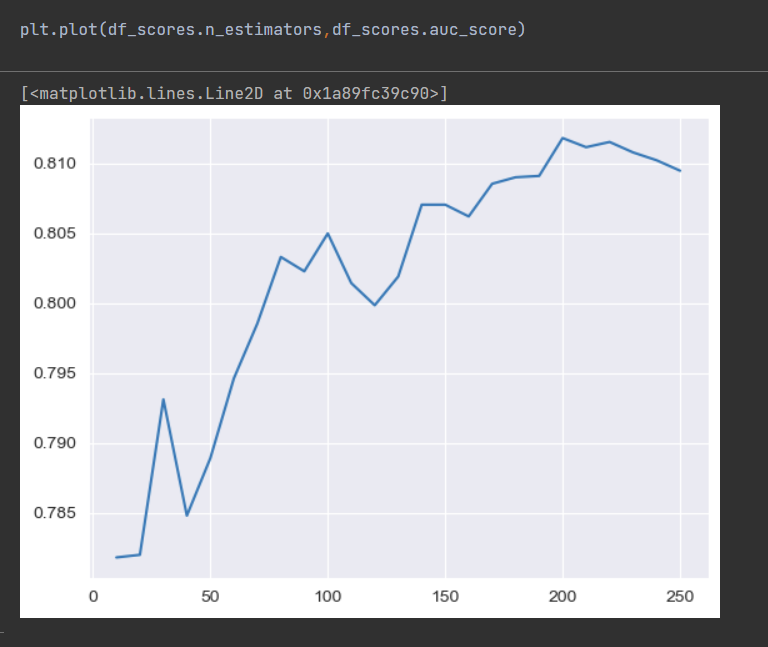 plt.plot(df_scores.n_estimators,df_scores.auc_score)
[<matplotlib.lines.Line2D at 0x1a89fc39c90>]
0.810
0.805
0.800
0.795
0.790
0.785
0 50 100 150 200 250